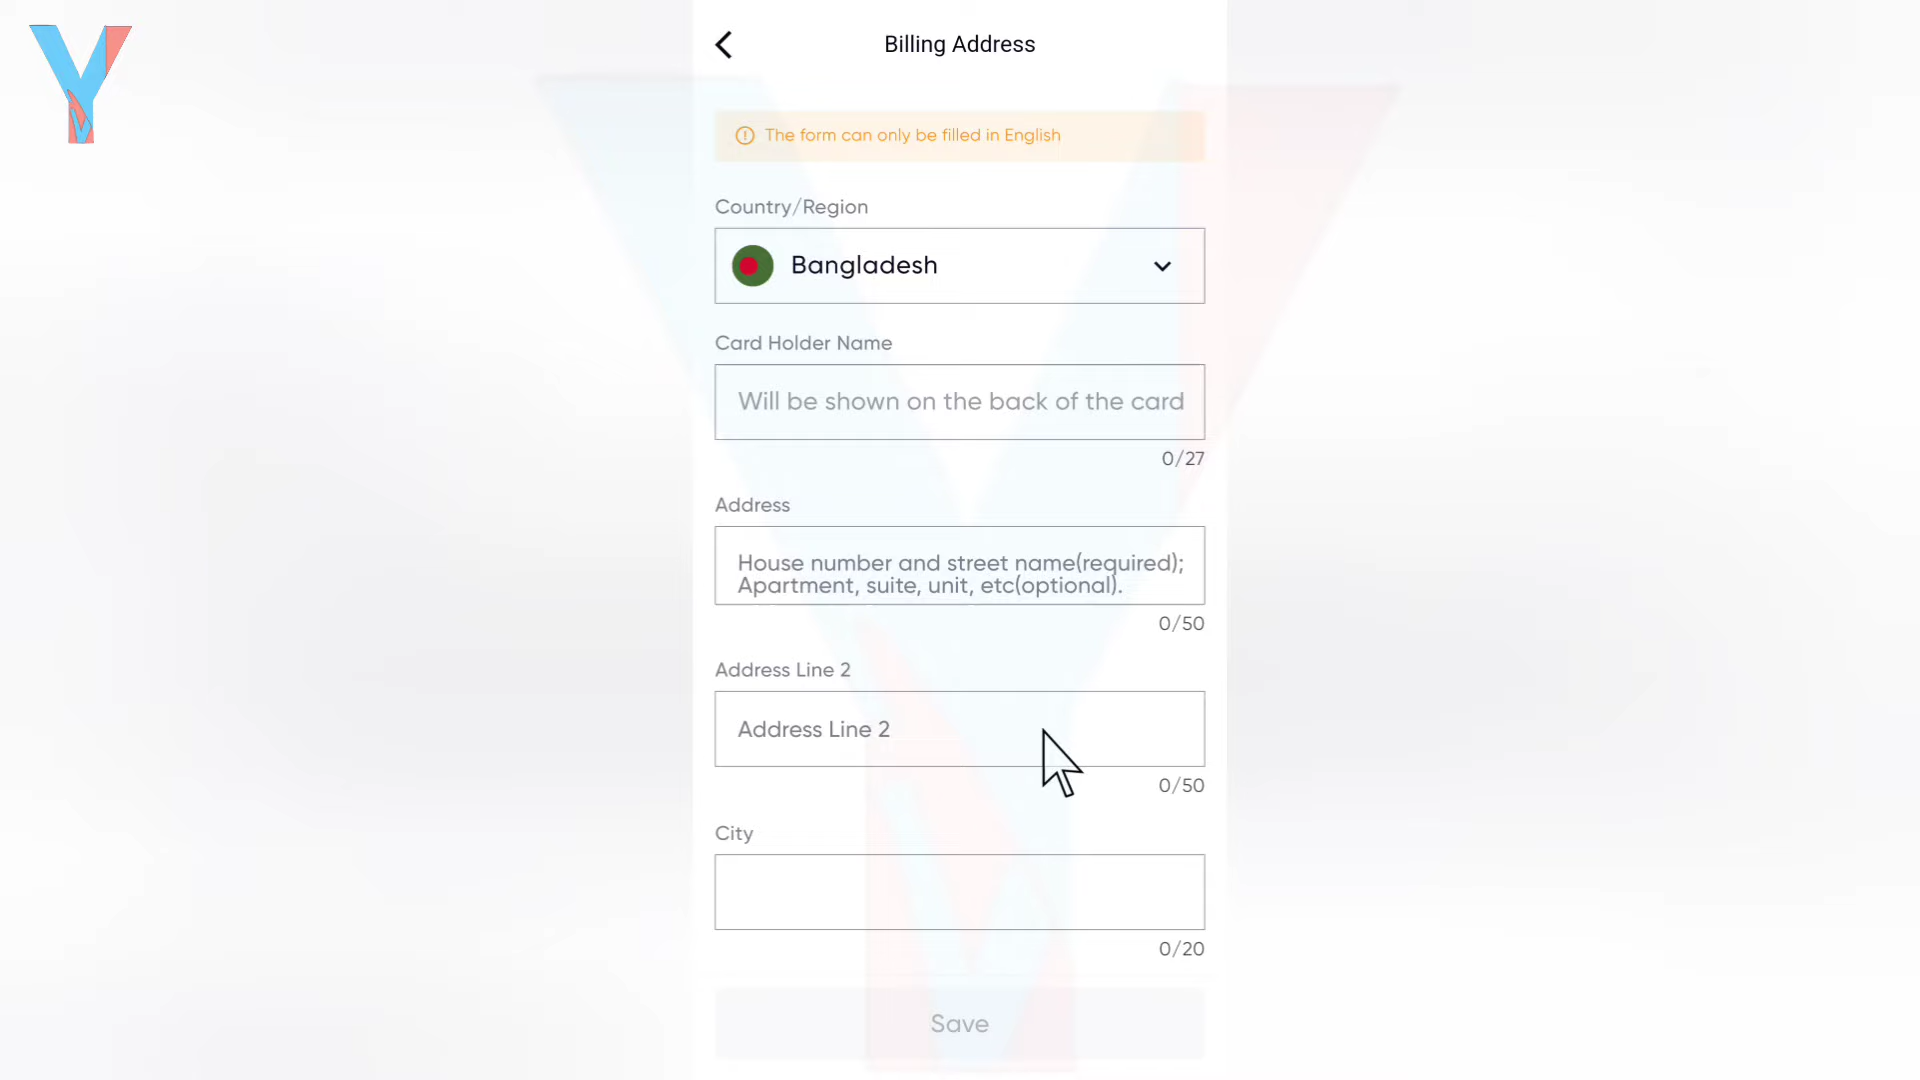 Y
Billing Address
The form can only be filled in English
Country/Region
Bangladesh
Card Holder Name
Will be shown on the back of the card
0/27
Address
House number and street name(required);
Apartment, suite, unit, etc(optional).
0/50
Address Line 2
Address Line 2
0/50
City
0/20
Save